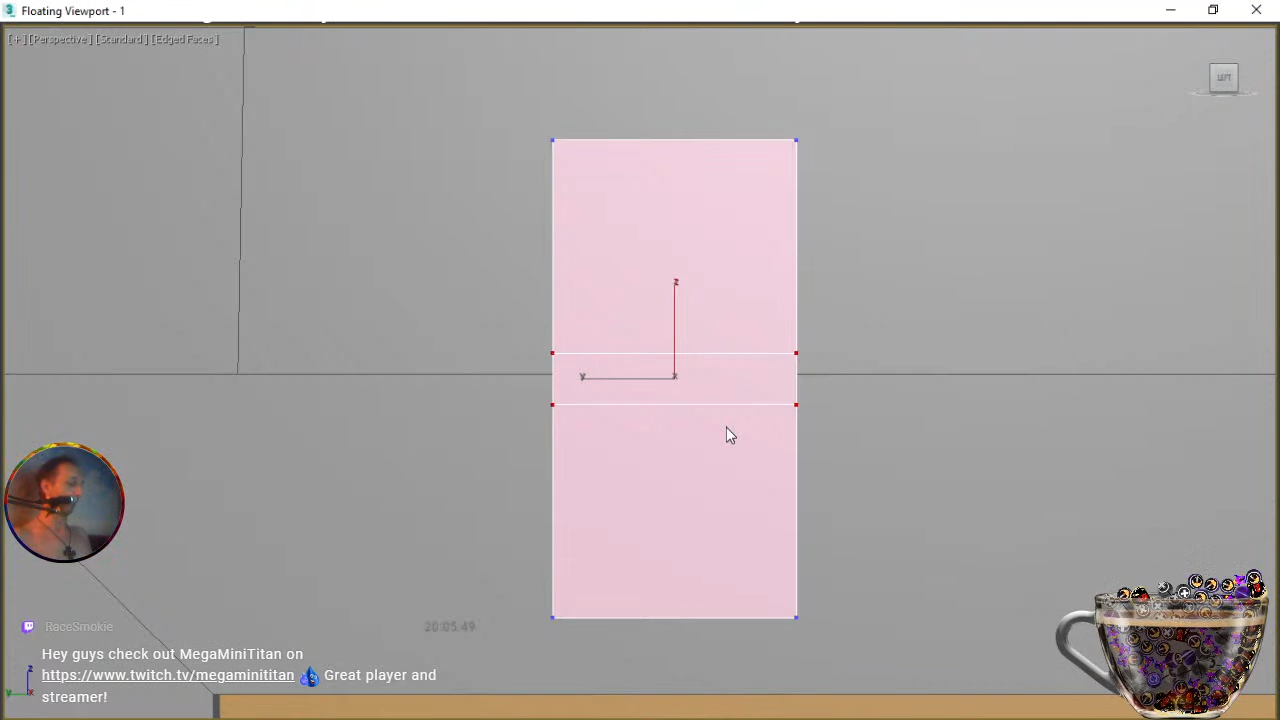 Floating Viewport - 1
[+] [Perspective] [Standard] [Edged Faces]
LEFT
z
y
x
ReceSmokie
20:05:49
Hey guys check out MegaMiniTitan on
https://www.twitch.tv/megaminititan Great player and
streamer!
z
y
x